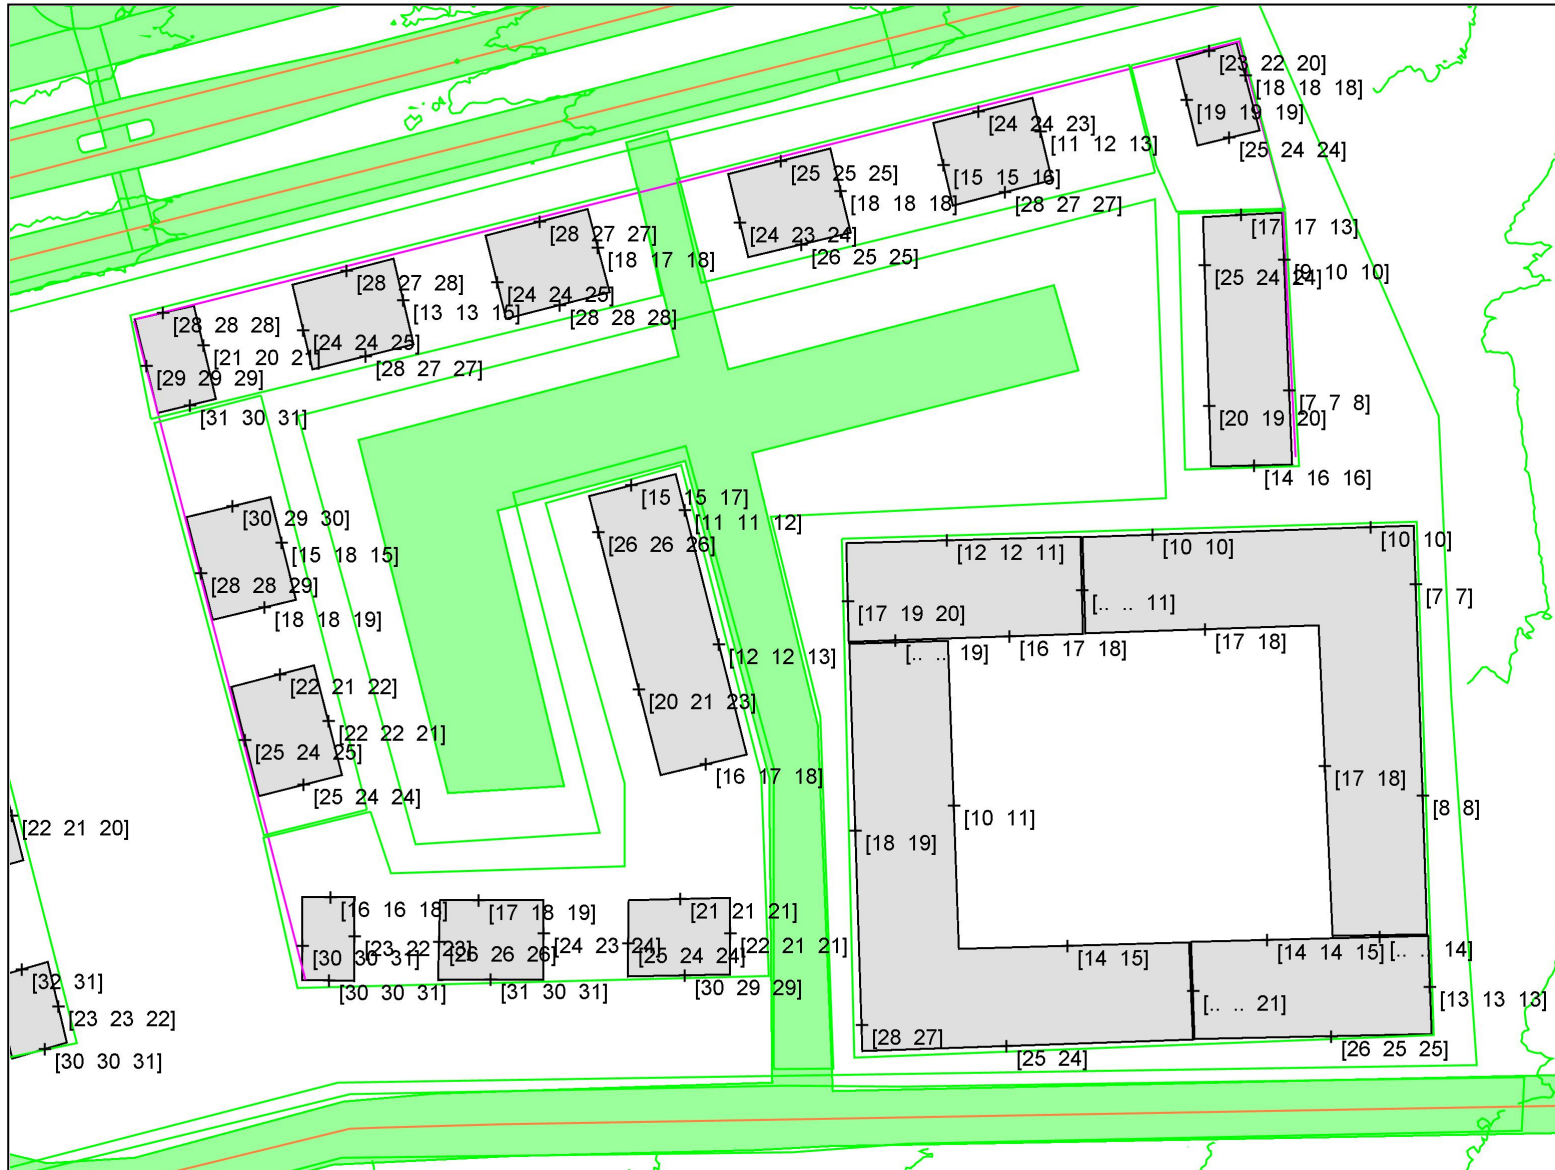 [23 22 20]
[18 18 18]
[19 19 19]
[25 24 24]
[24 24 23]
[11 12 13]
[15 15 16]
[28 27 27]
[25 25 25]
[18 18 18]
[24 23 24]
[26 25 25]
[17 17 13]
[25 24 24]
[9 10 10]
[28 27 27]
[18 17 18]
[24 24 25]
[28 28 28]
[28 27 28]
[13 13 15]
[24 24 25]
[28 27 27]
[28 28 28]
[21 20 21]
[29 29 29]
[31 30 31]
[7 7 8]
[20 19 20]
[14 16 16]
[15 15 17]
[11 11 12]
[26 26 26]
[30 29 30]
[15 18 15]
[28 28 29]
[18 18 19]
[12 12 11]
[10 10]
[10 10]
[7 7]
[17 19 20]
[.. .. 11]
[.. .. 19]
[16 17 18]
[17 18]
[12 12 13]
[20 21 23]
[16 17 18]
[22 21 22]
[22 22 21]
[25 24 25]
[25 24 24]
[17 18]
[8 8]
[10 11]
[18 19]
[22 21 20]
[16 16 18]
[17 18 19]
[21 21 21]
[23 22 23]
[30 30 31]
[26 26 26]
[24 23 24]
[25 24 24]
[22 21 21]
[30 30 31]
[31 30 31]
[30 29 29]
[14 15]
[14 14 15]
[.. .. 14]
[32 31]
[23 23 22]
[30 30 31]
[.. .. 21]
[13 13 13]
[28 27]
[25 24]
[26 25 25]